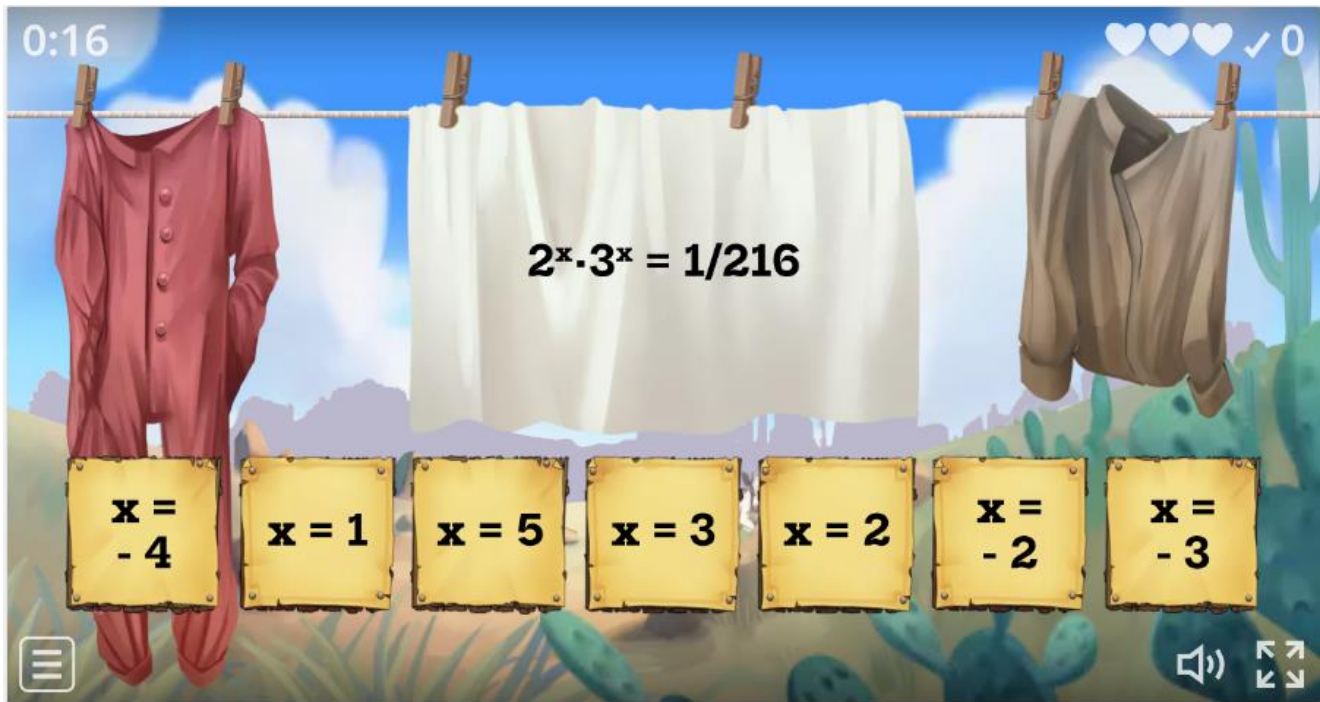 0:16
✓ 0
2ˣ·3ˣ = 1/216
x =
- 4
x = 1
x = 5
x = 3
x = 2
x =
- 2
x =
- 3